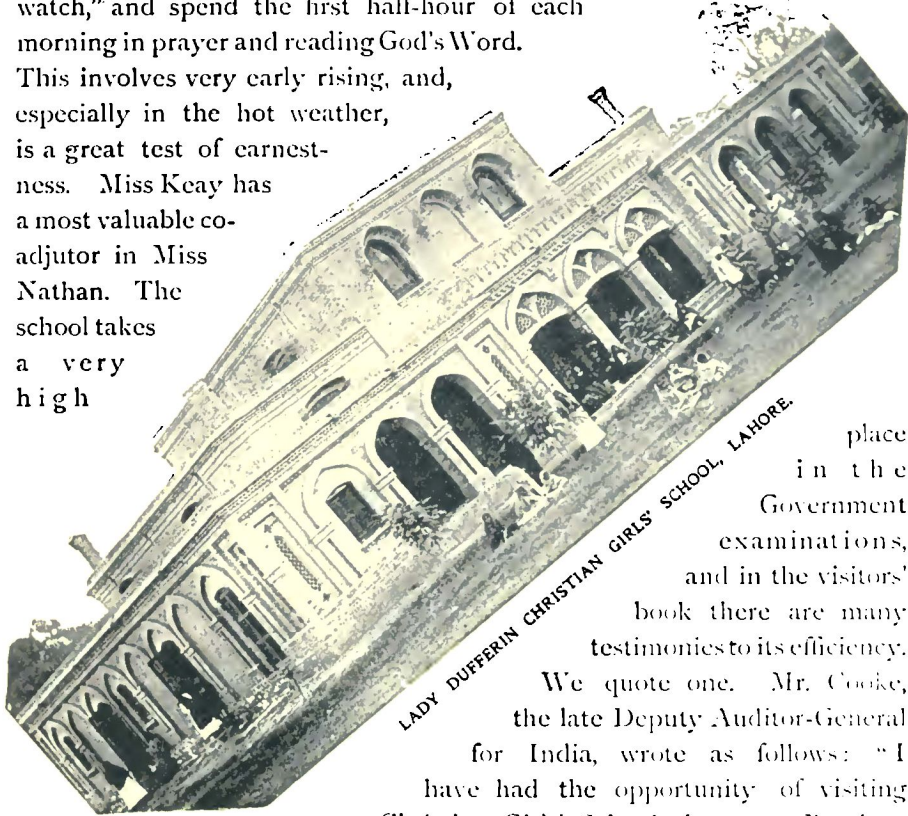 watch," and spend the first half-hour of each
morning in prayer and reading God's Word.
This involves very early rising, and,
especially in the hot weather,
is a great test of earnest-
ness. Miss Keay has
a most valuable co-
adjutor in Miss
Nathan. The
school takes
a very
high
LADY DUFFERIN CHRISTIAN GIRLS' SCHOOL, LAHORE.
place
in the
Government
examinations,
and in the visitors'
book there are many
testimonies to its efficiency.
We quote one. Mr. Cooke,
the late Deputy Auditor-General
for India, wrote as follows: "I
have had the opportunity of visiting